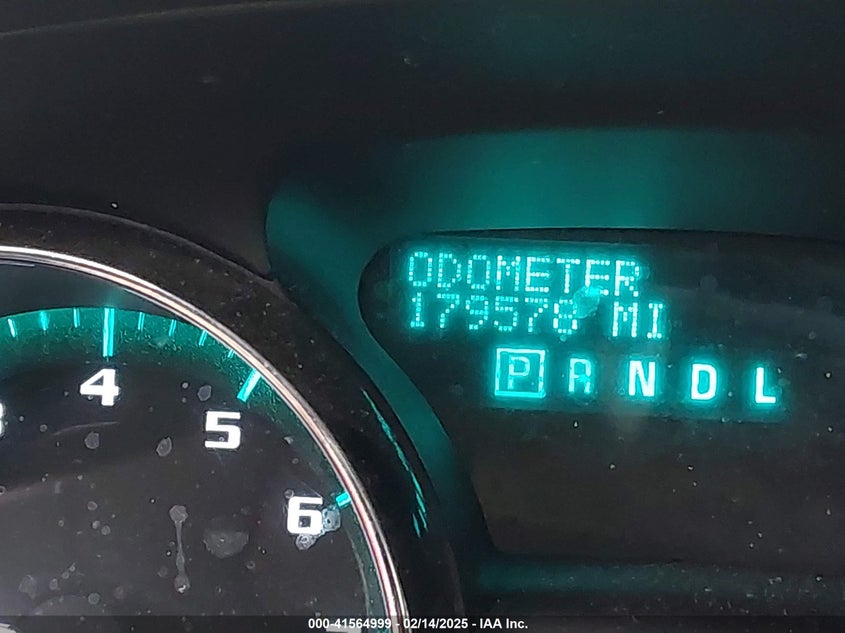 ODOMETER
179578 MI
P R N D L
4
5
6
000-41564999 - 02/14/2025 - IAA Inc.